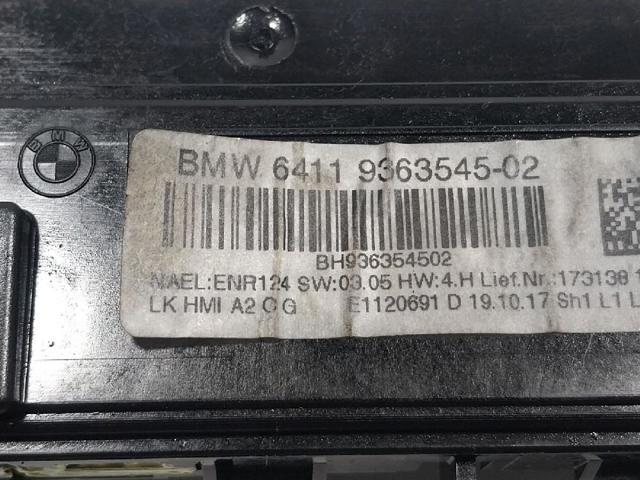 BMW
BMW 6411 9363545-02
BH936354502
NAEL:ENR124 SW:03.05 HW:4.H Lief.Nr.:173138
LK HMI A2 C G E1120691 D 19.10.17 Sh1 L1